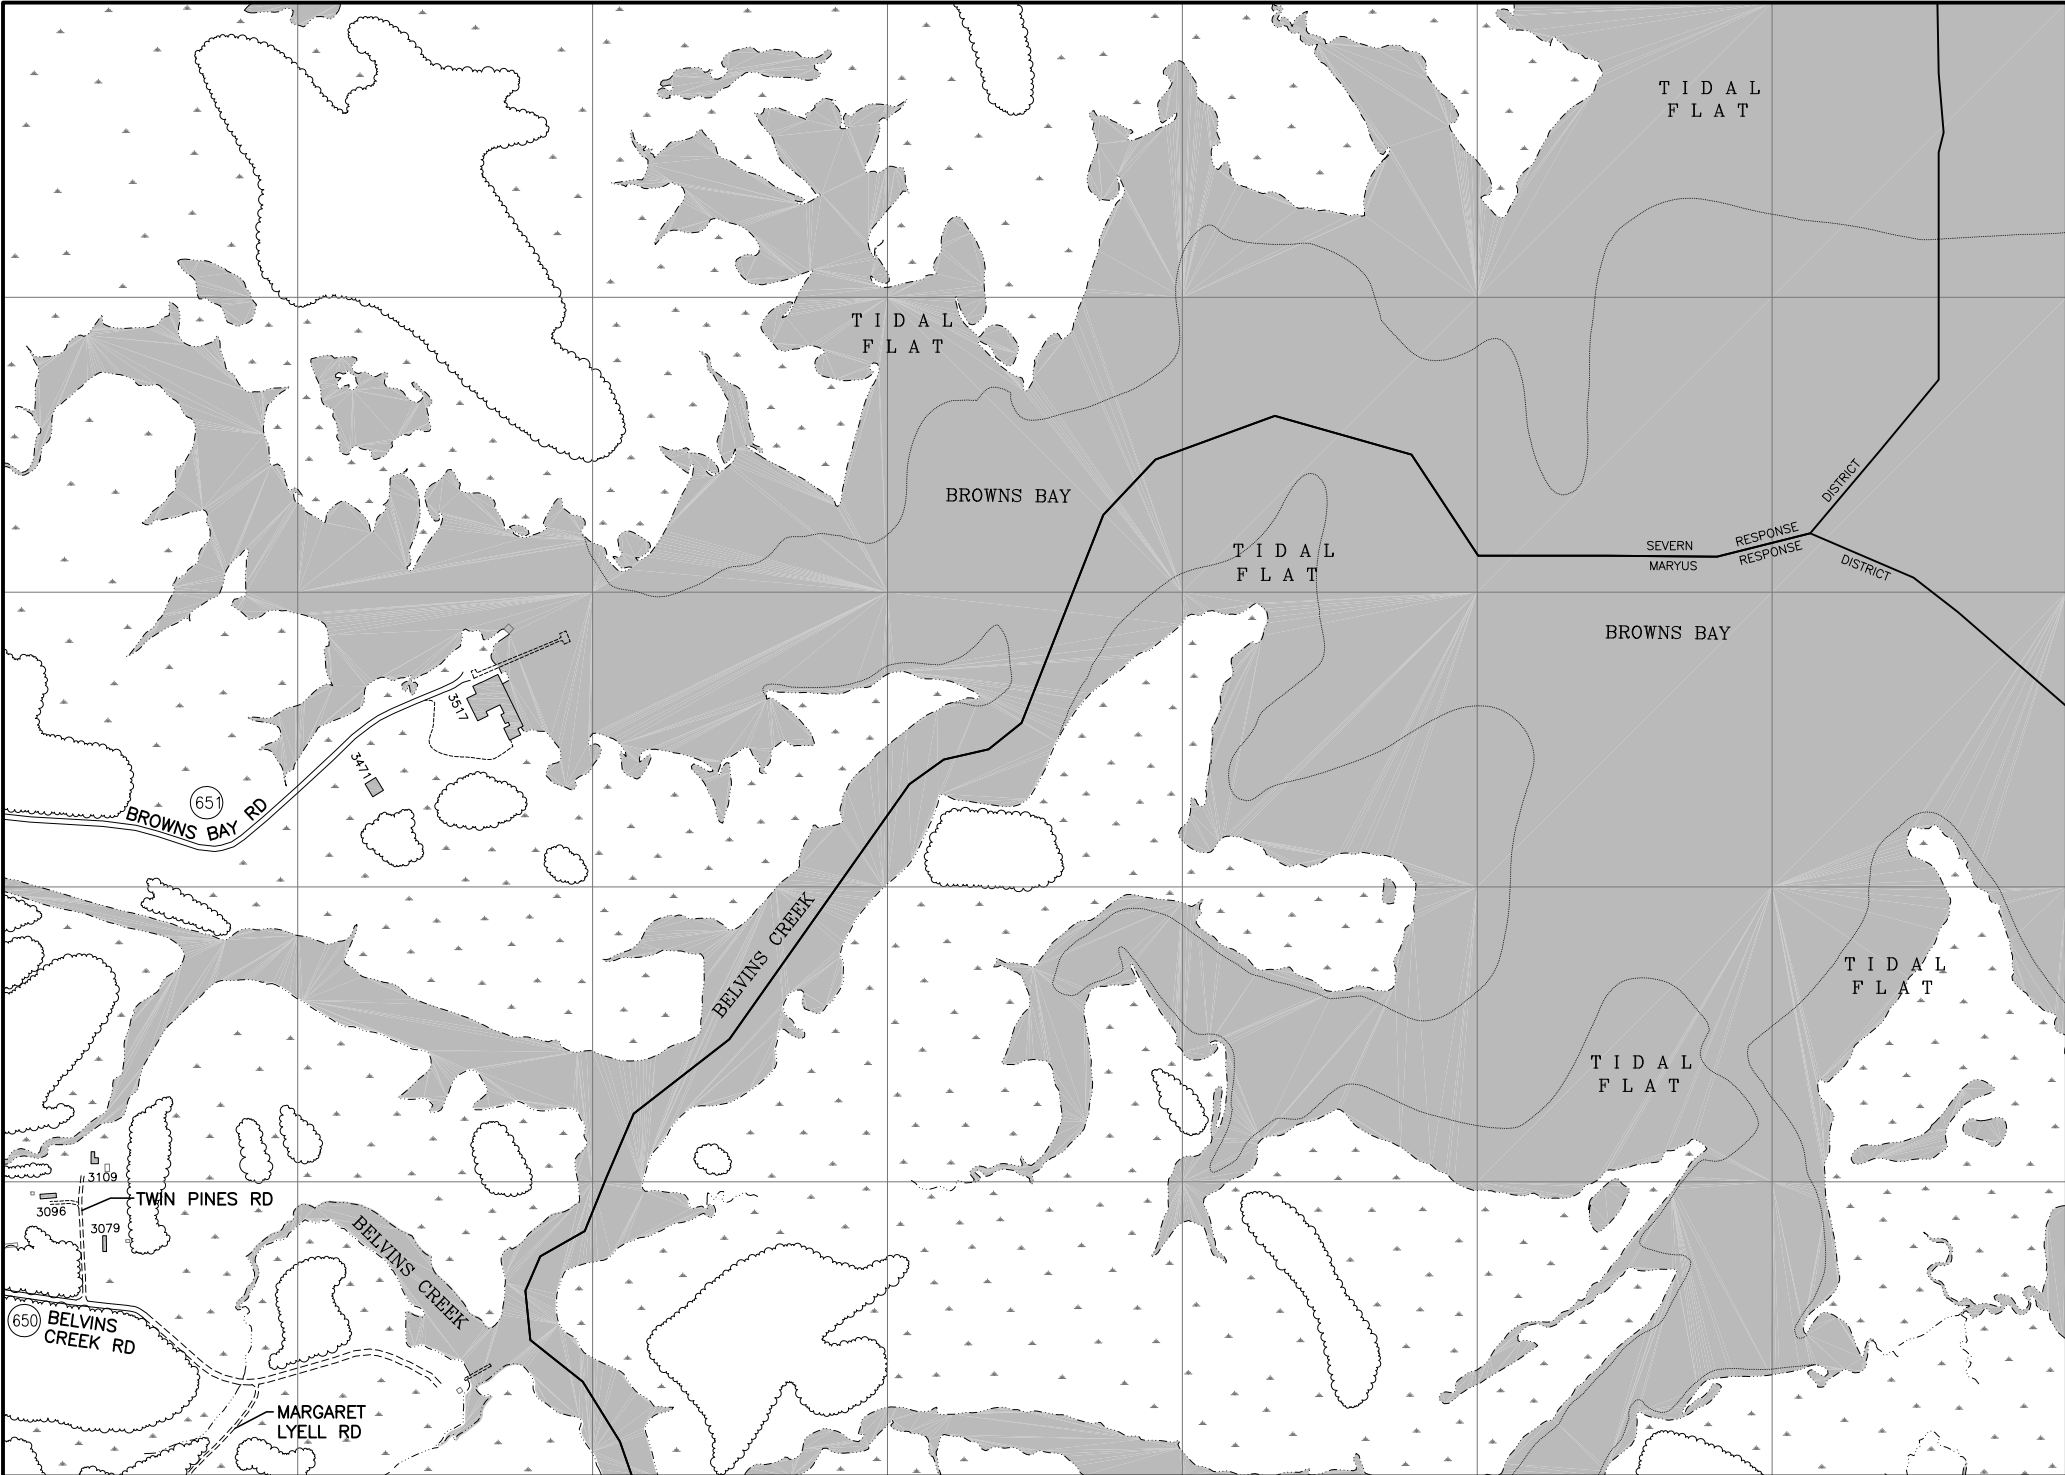 TIDAL
FLAT
TIDAL
FLAT
DISTRICT
BROWNS BAY
SEVERN
RESPONSE
TIDAL
FLAT
MARYUS
RESPONSE
DISTRICT
BROWNS BAY
3517
3471
651
BROWNS BAY RD
BELVINS CREEK
TIDAL
FLAT
TIDAL
FLAT
3109
TWIN PINES RD
3096
3079
BELVINS CREEK
650
BELVINS
CREEK RD
MARGARET
LYELL RD